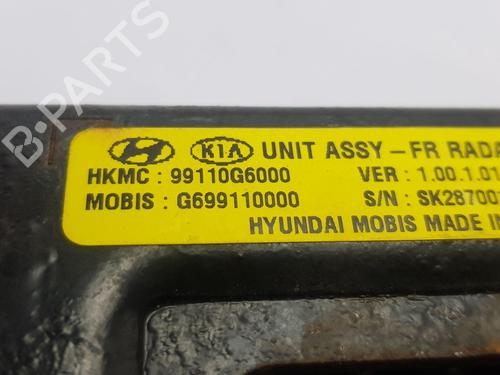 KIA UNIT ASSY - FR RADA
HKMC : 99110G6000 VER : 1.00.1.01
MOBIS : G699110000 S/N : SK28700
HYUNDAI MOBIS MADE IN
B PARTS